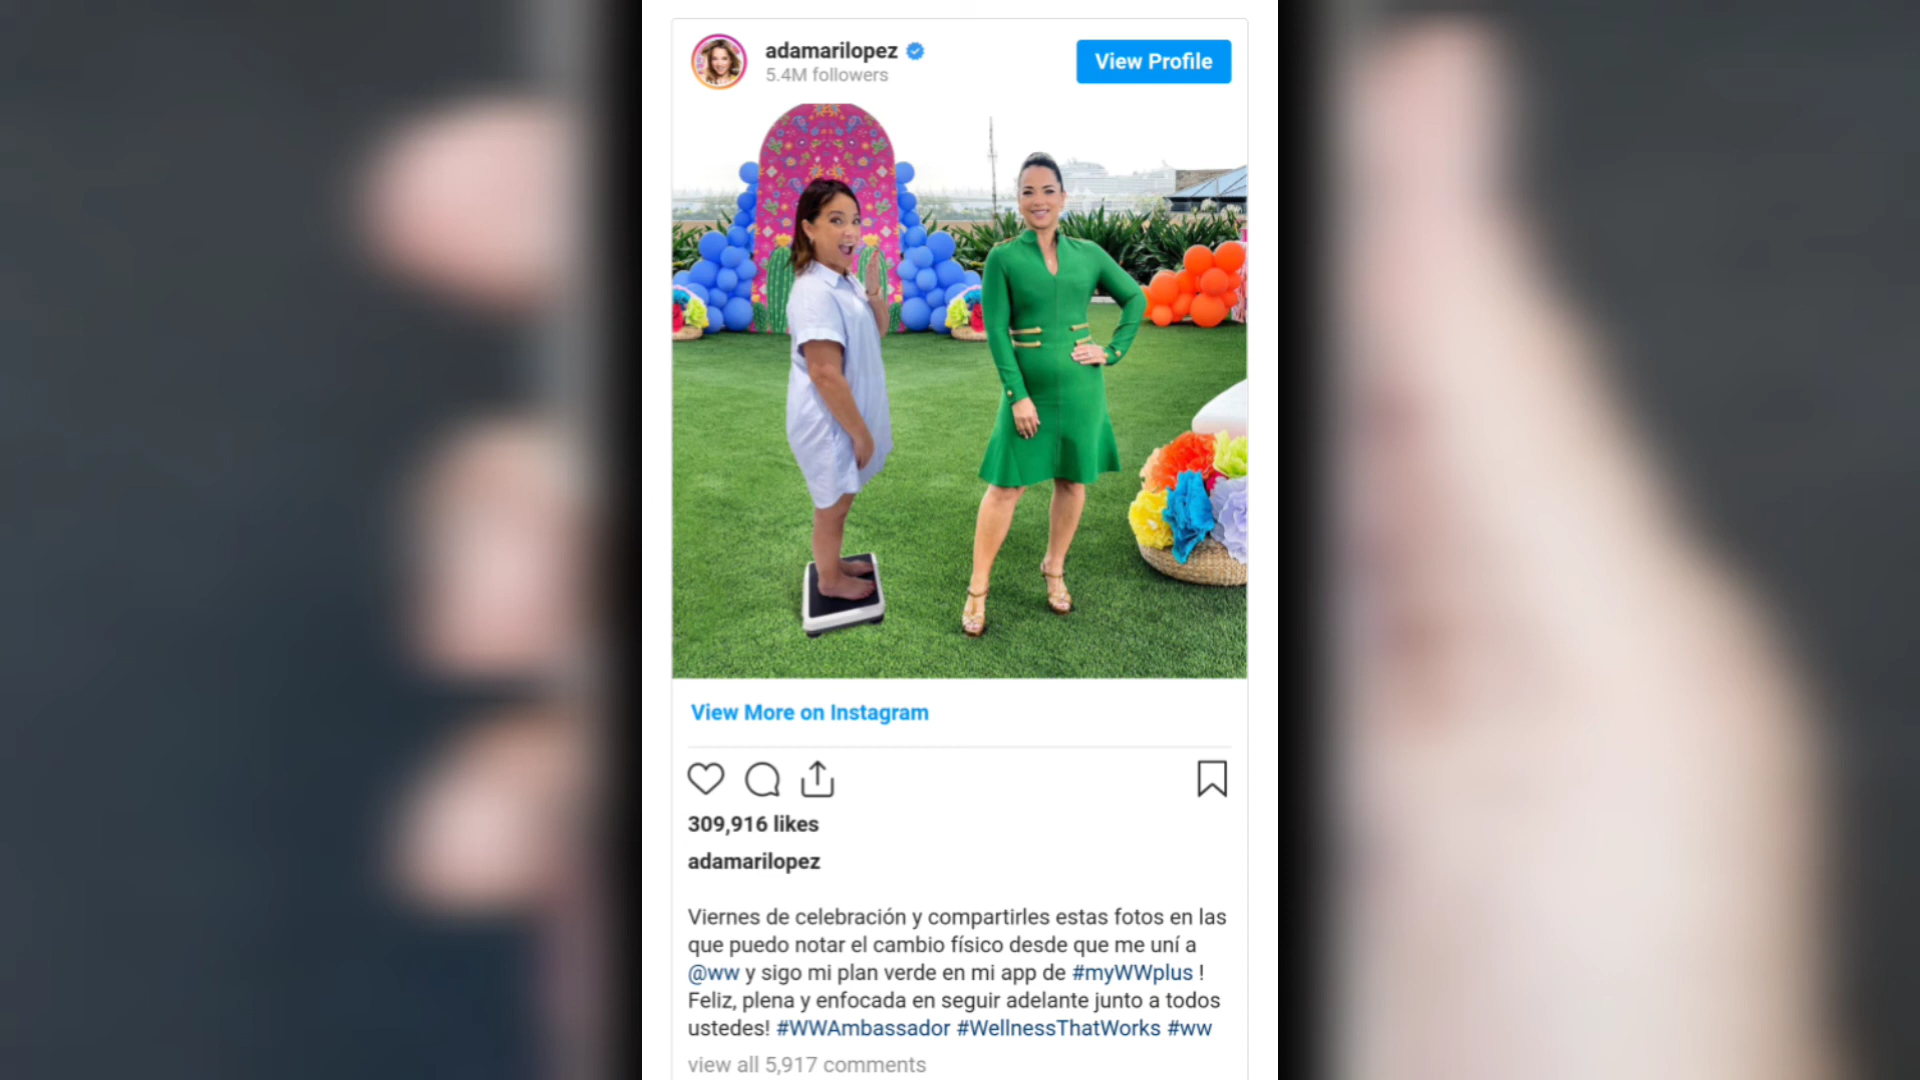 adamarilopez
5.4M followers
View Profile
View More on Instagram
309,916 likes
adamarilopez
Viernes de celebración y compartirles estas fotos en las
que puedo notar el cambio físico desde que me uní a
@ww y sigo mi plan verde en mi app de #myWWplus !
Feliz, plena y enfocada en seguir adelante junto a todos
ustedes! #WWAmbassador #WellnessThatWorks #ww
view all 5,917 comments